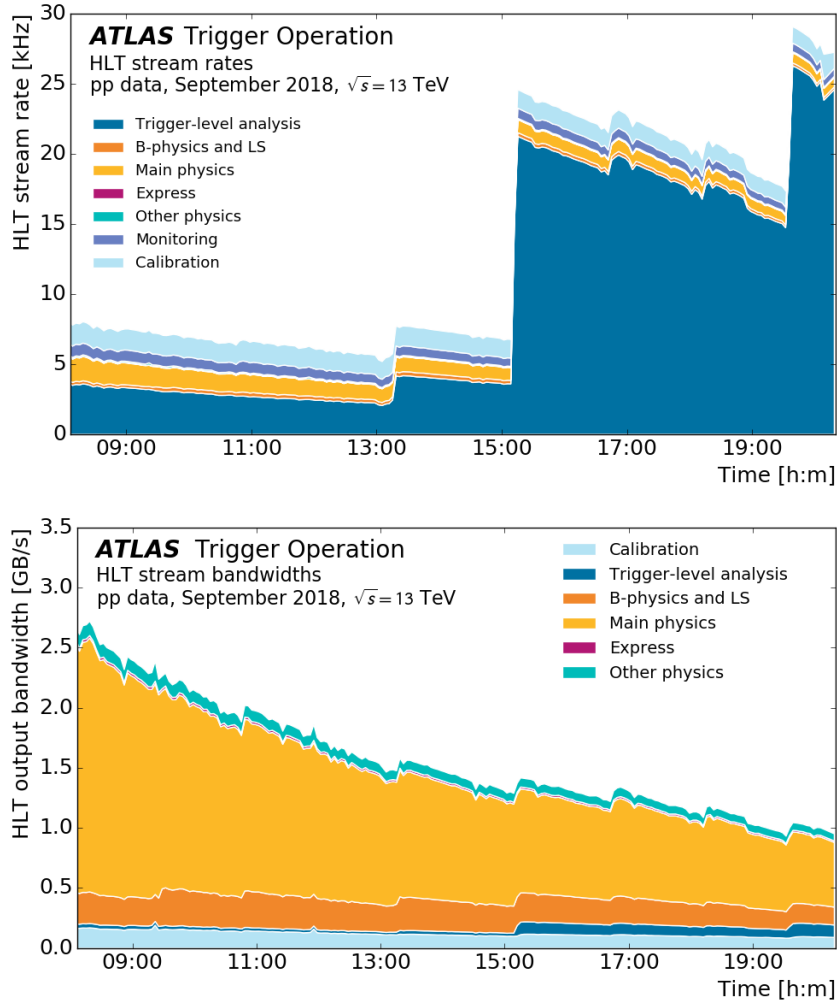 30
25
20
15
10
5
0
HLT stream rate [kHz]
ATLAS Trigger Operation
HLT stream rates
pp data, September 2018, √s = 13 TeV
Trigger-level analysis
B-physics and LS
Main physics
Express
Other physics
Monitoring
Calibration
09:00 11:00 13:00 15:00 17:00 19:00
Time [h:m]
3.5
3.0
2.5
2.0
1.5
1.0
0.5
0.0
HLT output bandwidth [GB/s]
ATLAS Trigger Operation
HLT stream bandwidths
pp data, September 2018, √s = 13 TeV
Calibration
Trigger-level analysis
B-physics and LS
Main physics
Express
Other physics
09:00 11:00 13:00 15:00 17:00 19:00
Time [h:m]